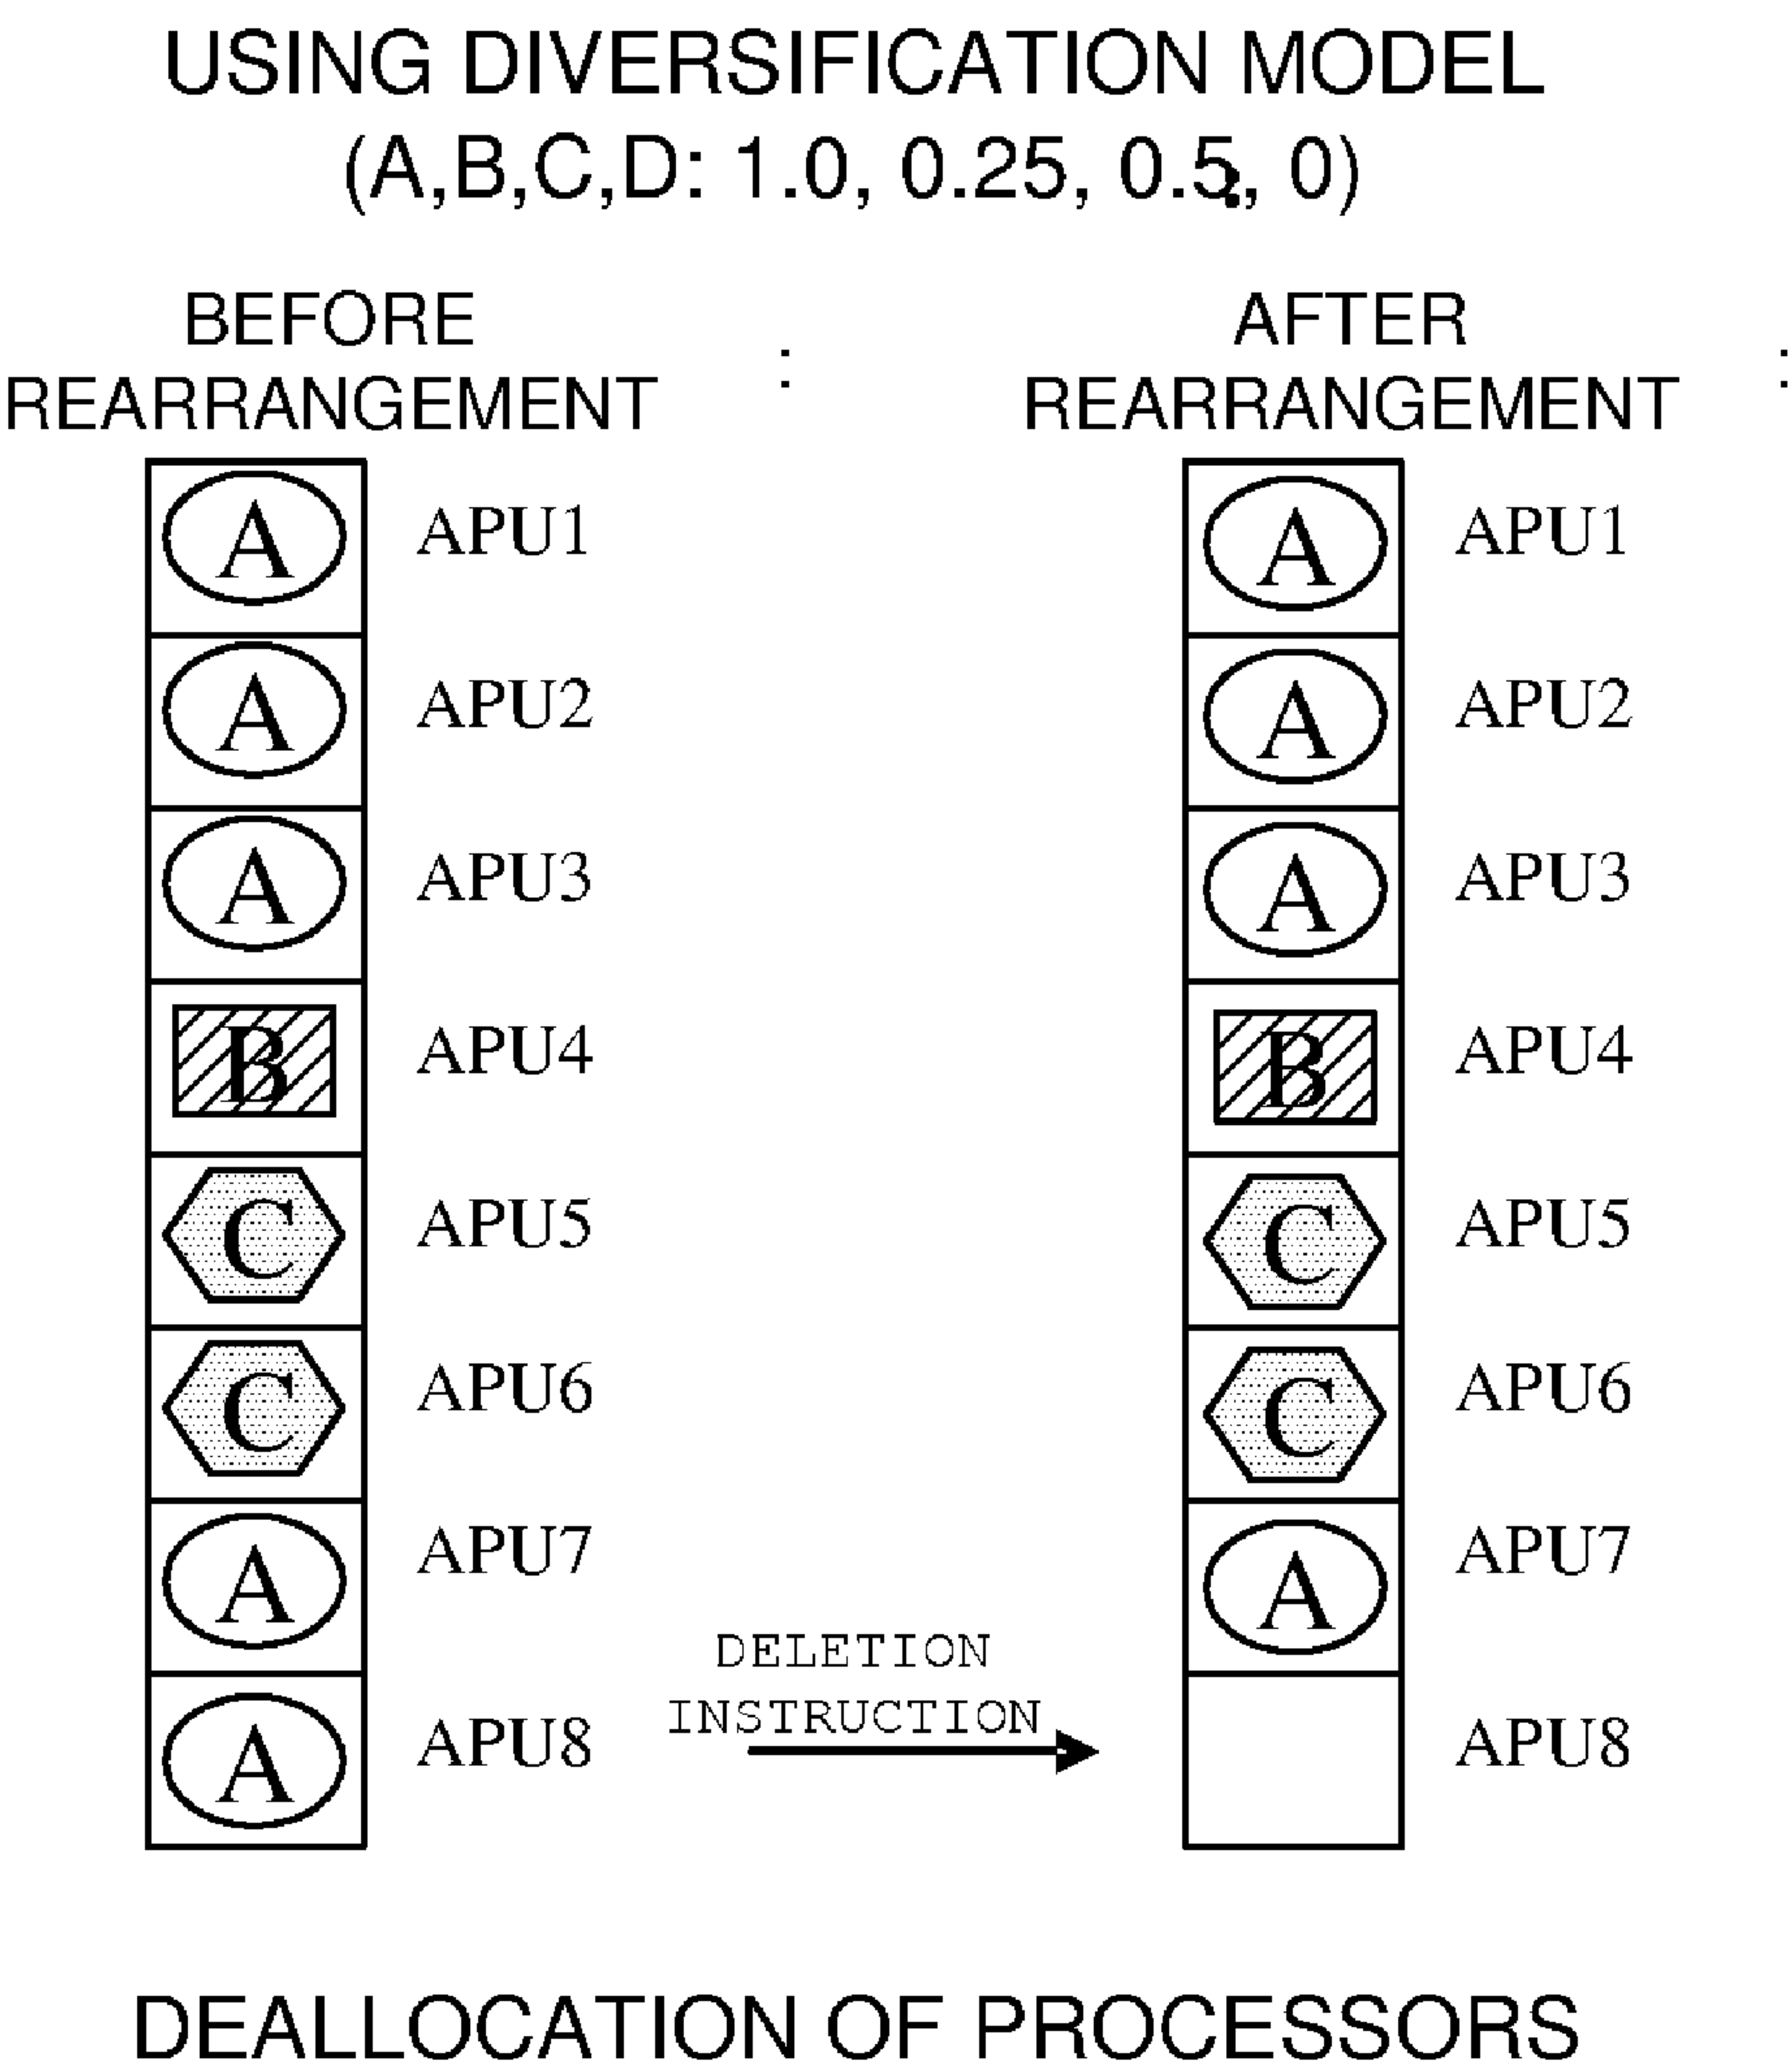 USING DIVERSIFICATION MODEL
(A,B,C,D: 1.0, 0.25, 0.5, 0)
BEFORE
REARRANGEMENT :
AFTER
REARRANGEMENT :
A APU1 A APU1
A APU2 A APU2
A APU3 A APU3
B APU4 B APU4
C APU5 C APU5
C APU6 C APU6
A APU7 A APU7
DELETION
INSTRUCTION
A APU8 APU8
DEALLOCATION OF PROCESSORS